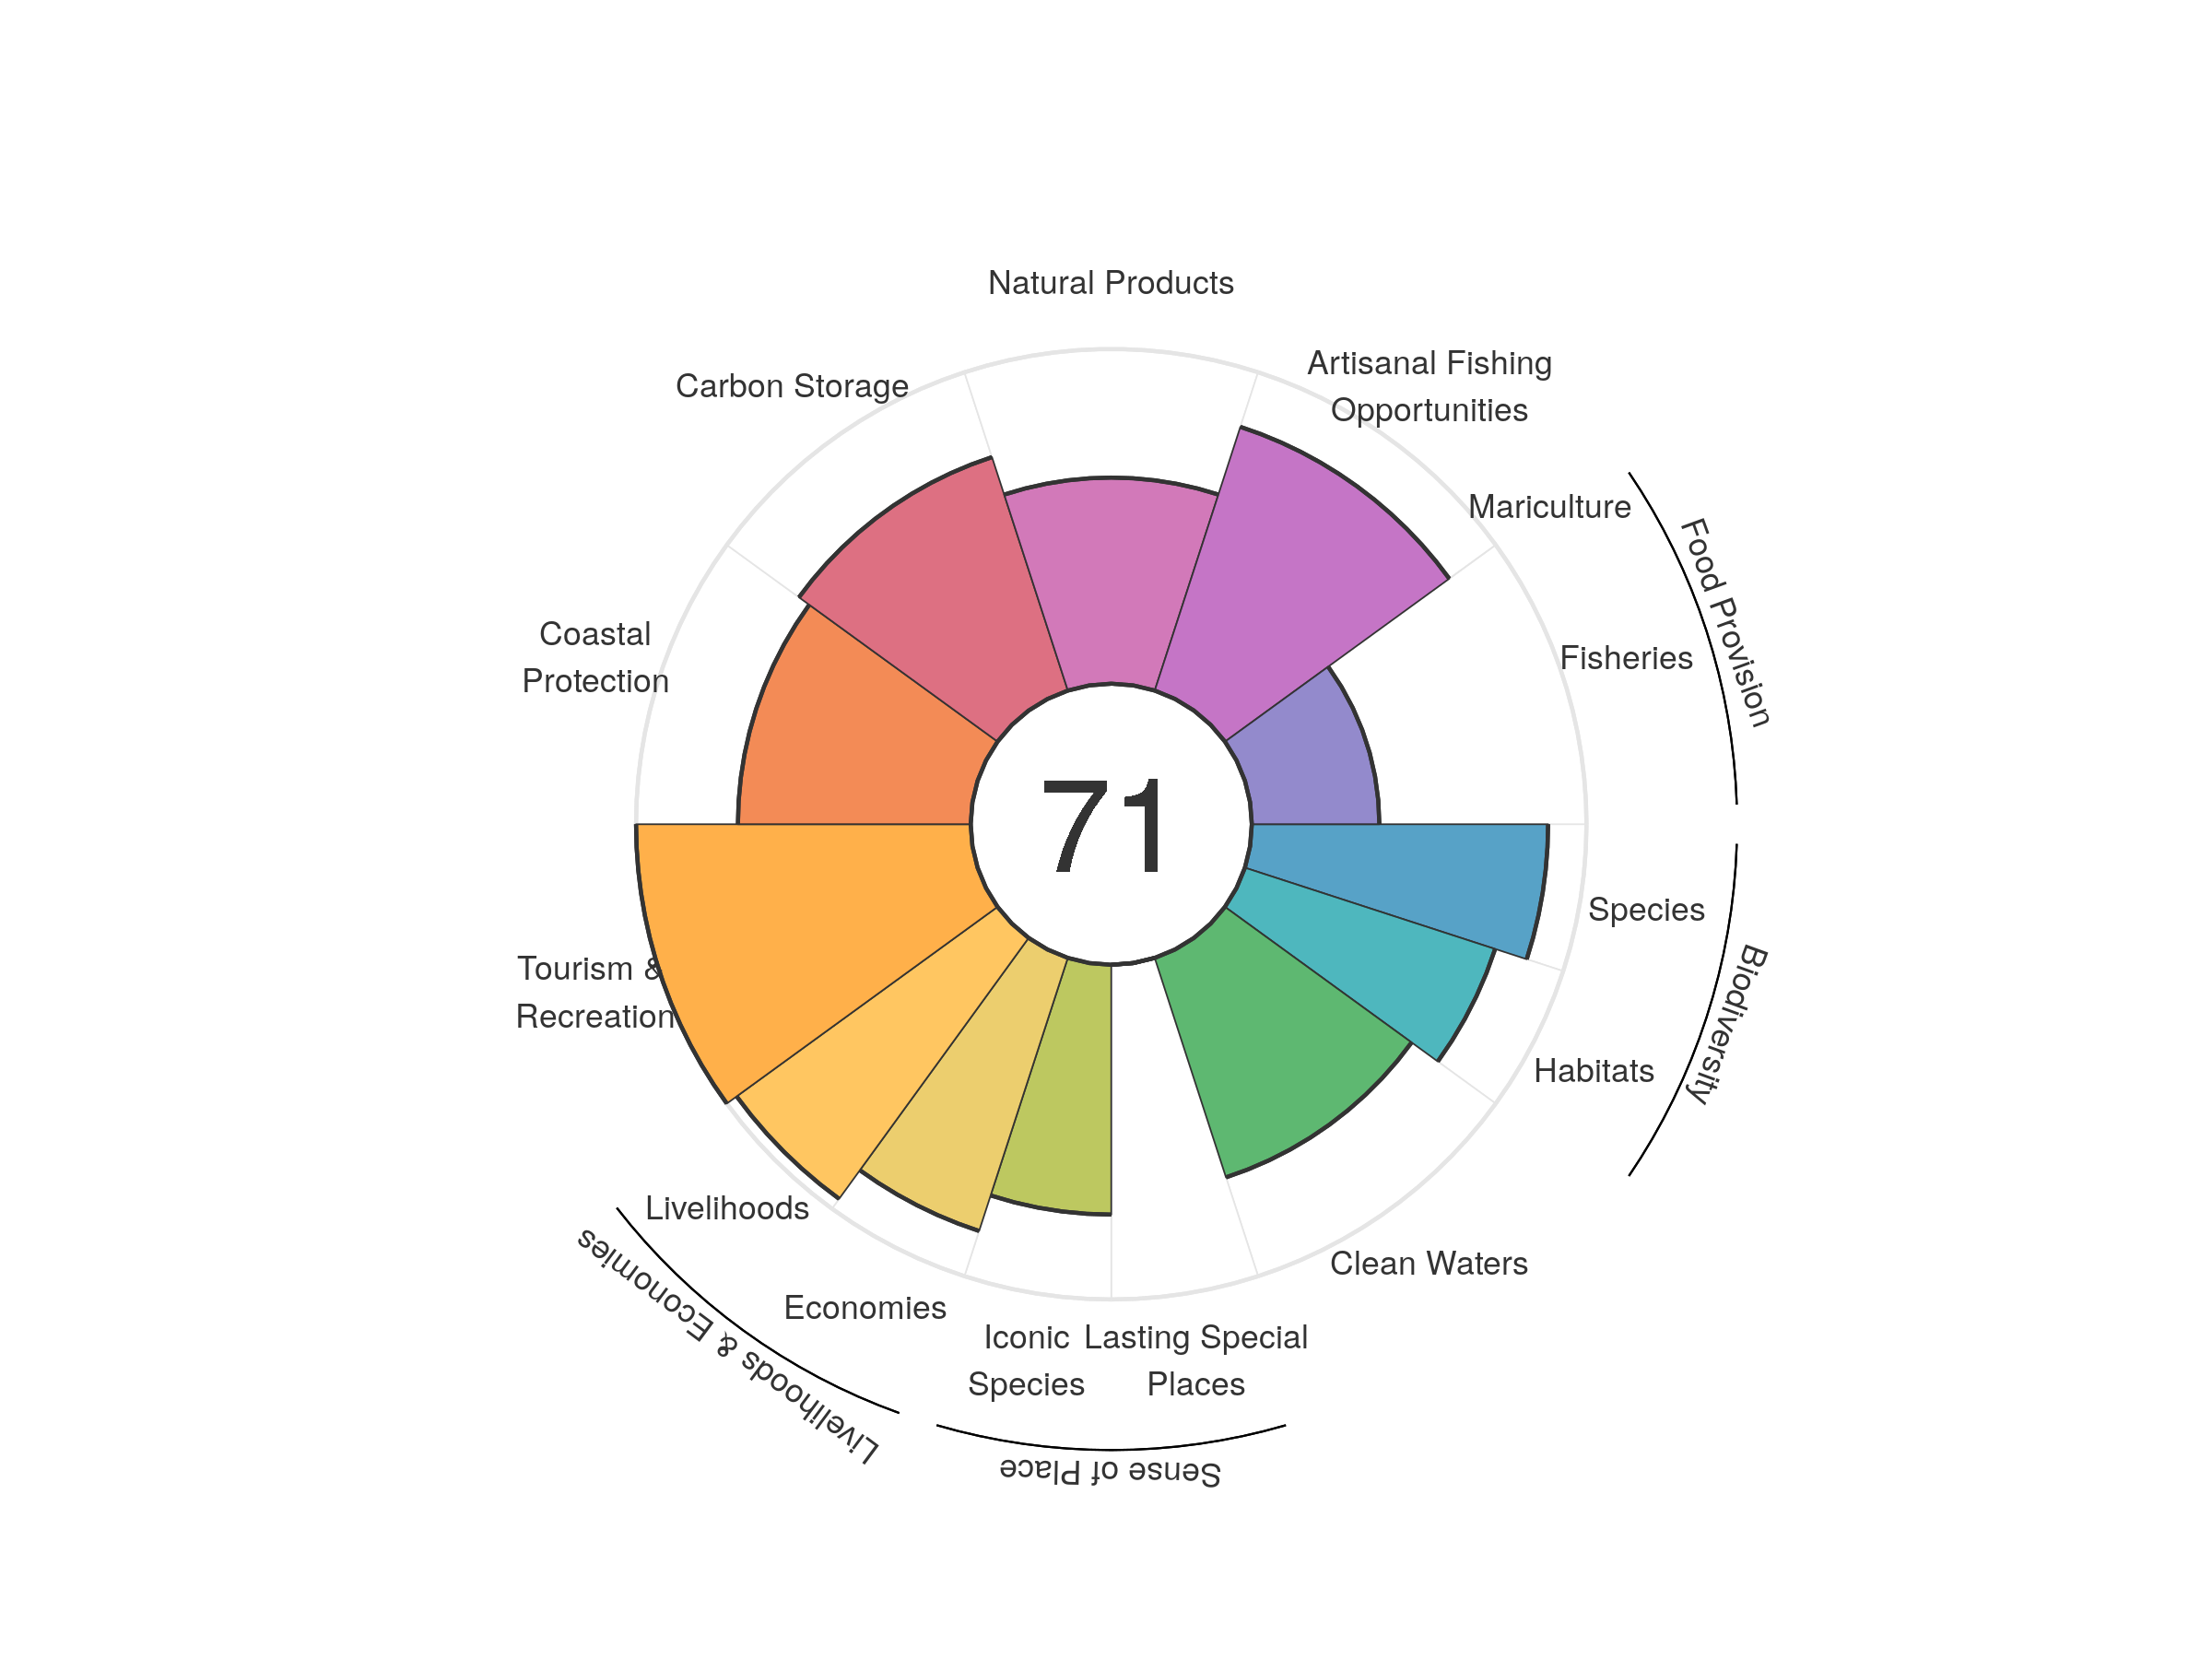 Natural Products
Artisanal Fishing
Opportunities
Carbon Storage
Mariculture
Food Provision
Fisheries
Coastal
Protection
71
Species
Biodiversity
Tourism &
Recreation
Habitats
Livelihoods
Clean Waters
Livelihoods & Economies
Economies
Iconic
Species
Lasting Special
Places
Sense of Place